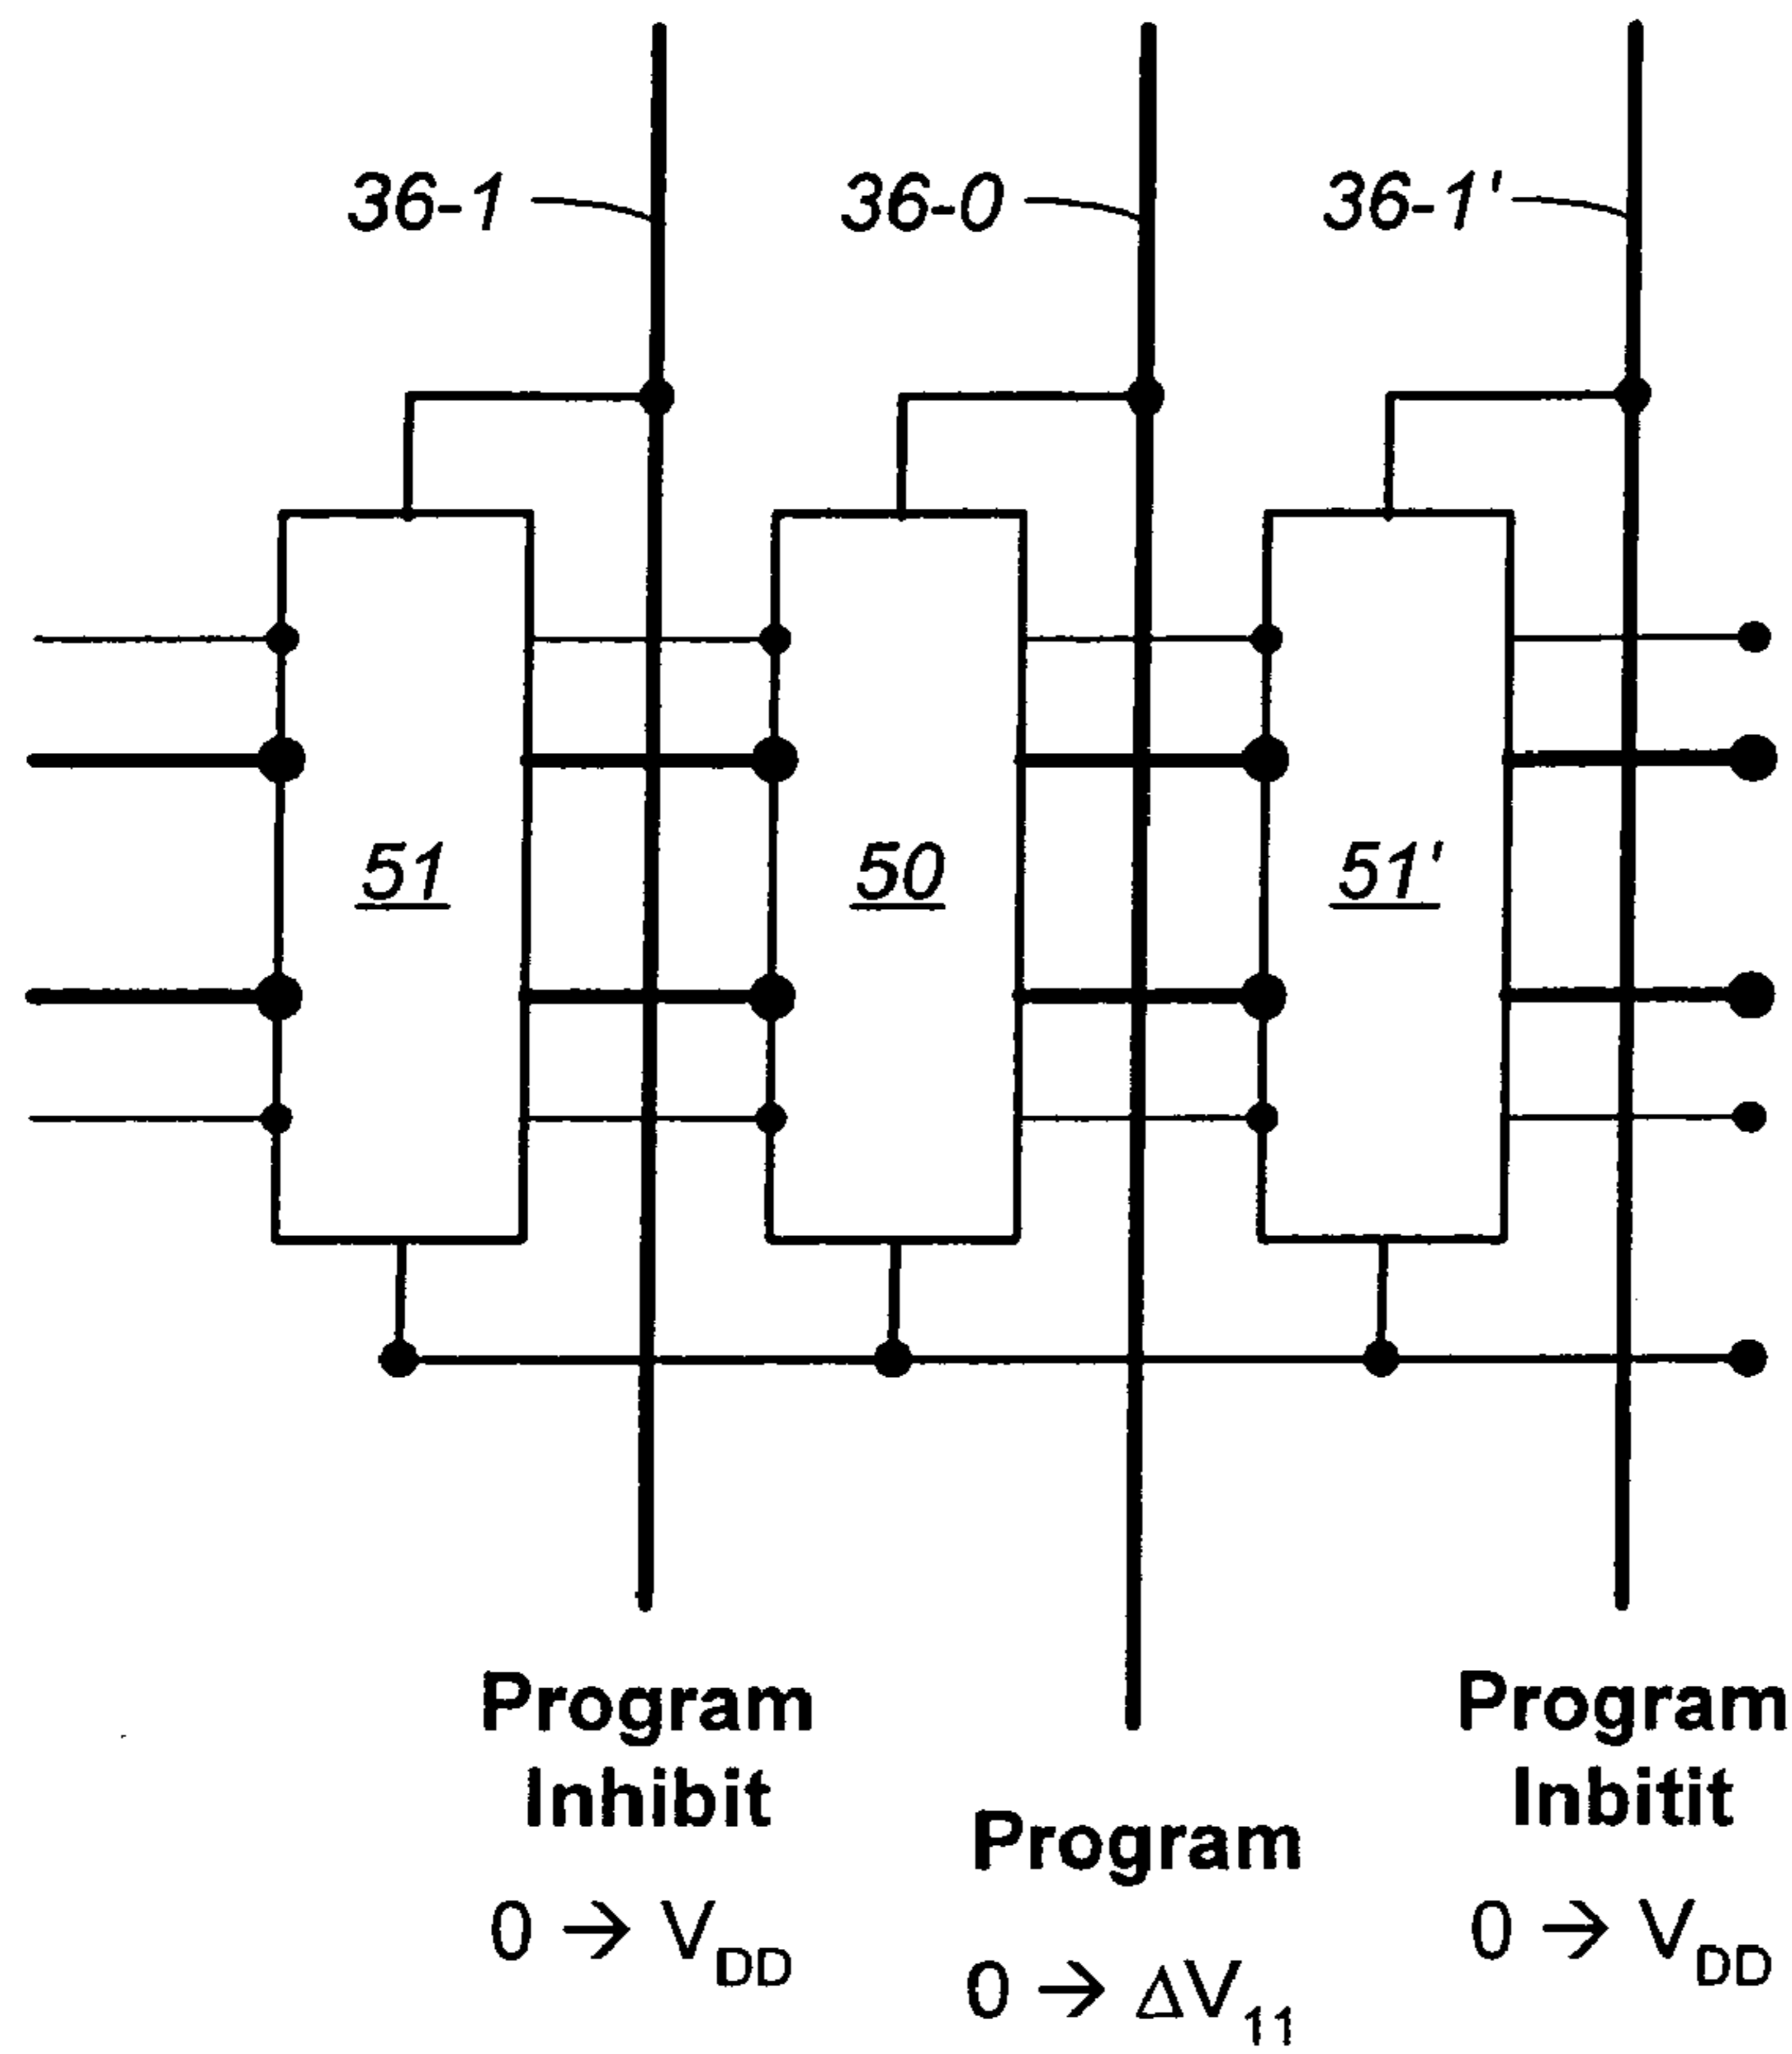 36-1
36-0
36-1'
51
50
51'
Program
Inhibit
0 → VDD
Program
0 → ΔV11
Program
Inbitit
0 → VDD